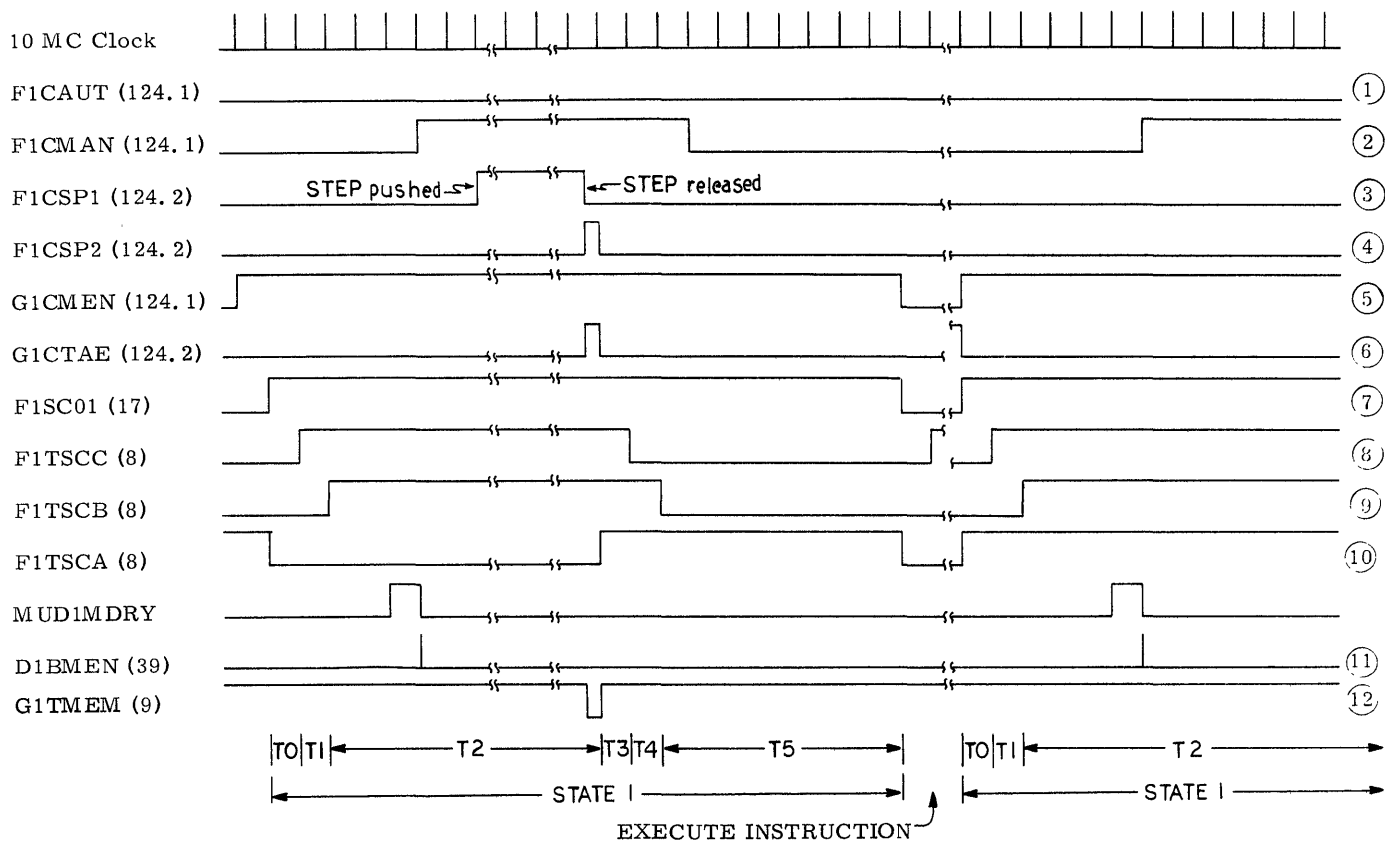 10 MC Clock
F1CAUT (124.1) ①
F1CMAN (124.1) ②
F1CSP1 (124.2) STEP pushed STEP released ③
F1CSP2 (124.2) ④
G1CMEN (124.1) ⑤
G1CTAE (124.2) ⑥
F1SC01 (17) ⑦
F1TSCC (8) ⑧
F1TSCB (8) ⑨
F1TSCA (8) ⑩
MUD1MDRY
D1BMEN (39) ⑪
G1TMEM (9) ⑫
T0 T1 T2 T3 T4 T5 T0 T1 T2
STATE 1 STATE 1
EXECUTE INSTRUCTION